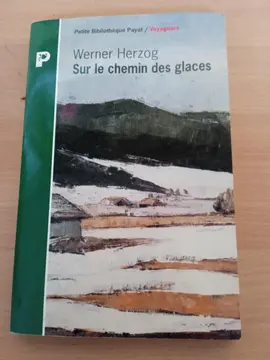 Petite Bibliothèque Payot / Voyageurs
P
Werner Herzog
Sur le chemin des glaces